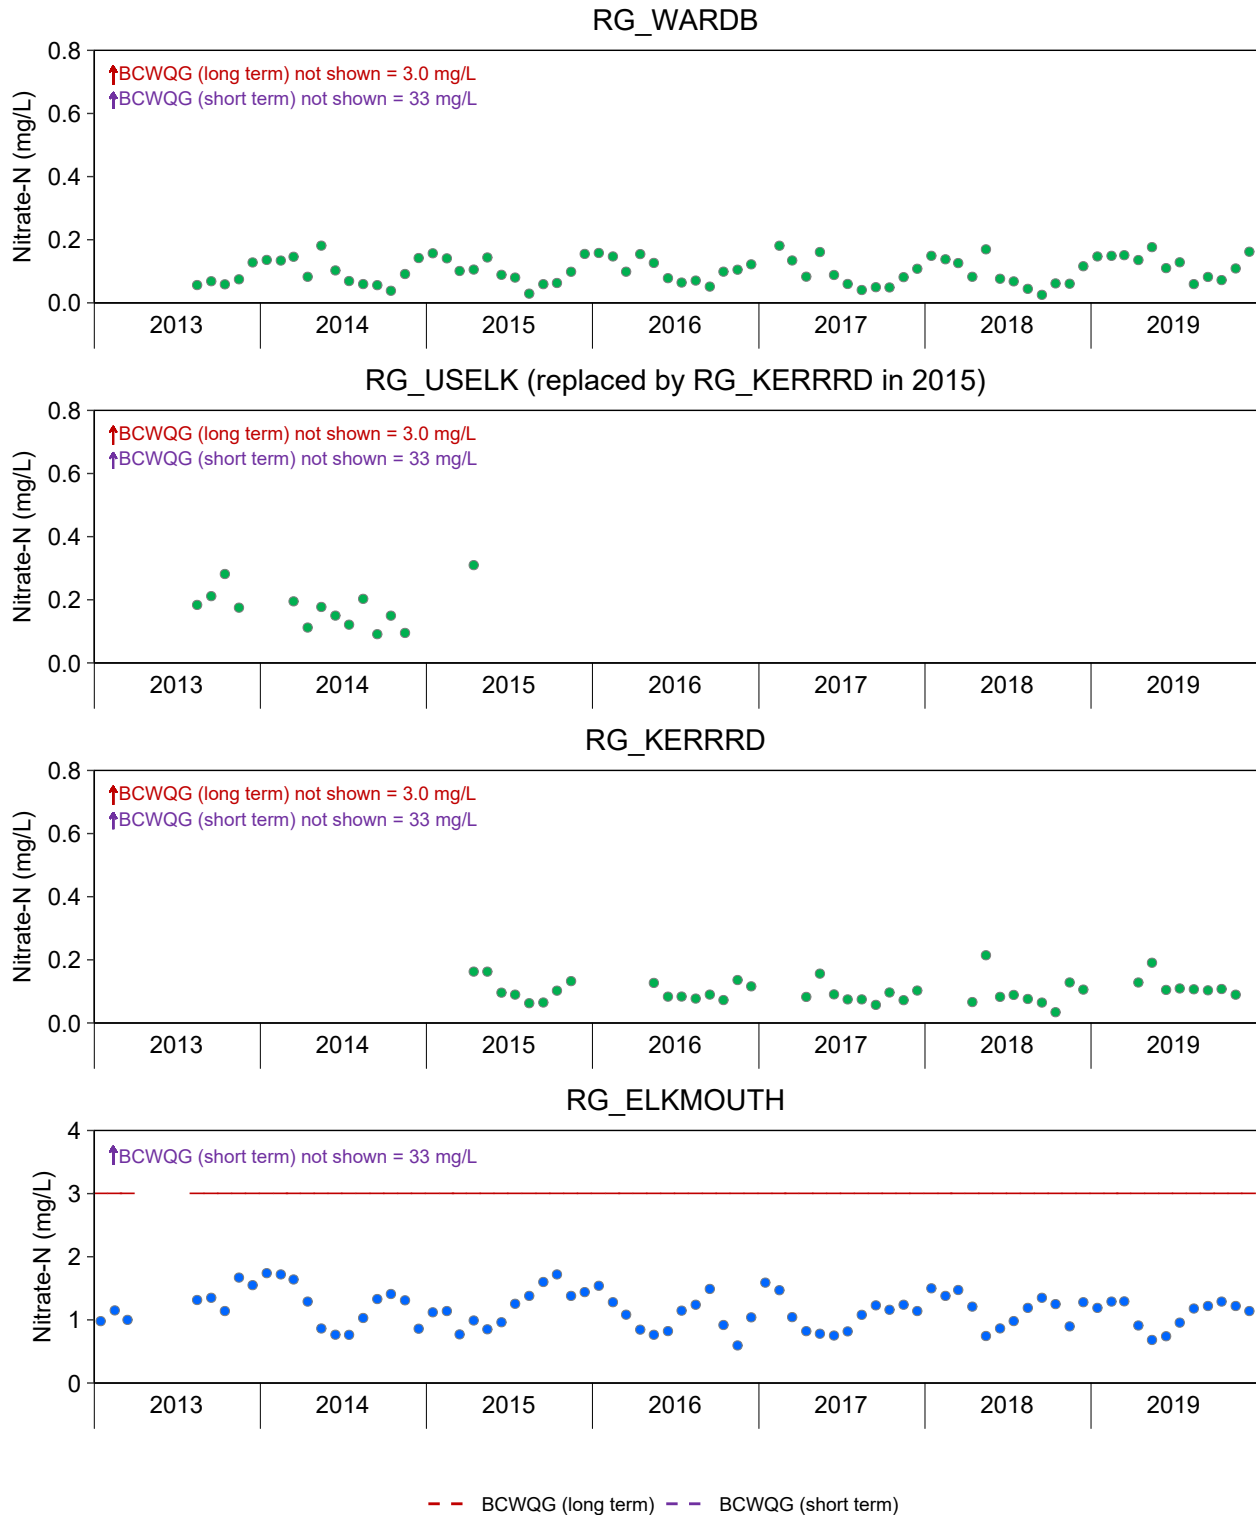 RG_WARDB
Nitrate-N (mg/L)
0.8
0.6
0.4
0.2
0.0
BCWQG (long term) not shown = 3.0 mg/L
BCWQG (short term) not shown = 33 mg/L
2013 2014 2015 2016 2017 2018 2019
RG_USELK (replaced by RG_KERRRD in 2015)
Nitrate-N (mg/L)
0.8
0.6
0.4
0.2
0.0
BCWQG (long term) not shown = 3.0 mg/L
BCWQG (short term) not shown = 33 mg/L
2013 2014 2015 2016 2017 2018 2019
RG_KERRRD
Nitrate-N (mg/L)
0.8
0.6
0.4
0.2
0.0
BCWQG (long term) not shown = 3.0 mg/L
BCWQG (short term) not shown = 33 mg/L
2013 2014 2015 2016 2017 2018 2019
RG_ELKMOUTH
Nitrate-N (mg/L)
4
3
2
1
0
BCWQG (short term) not shown = 33 mg/L
2013 2014 2015 2016 2017 2018 2019
BCWQG (long term) BCWQG (short term)